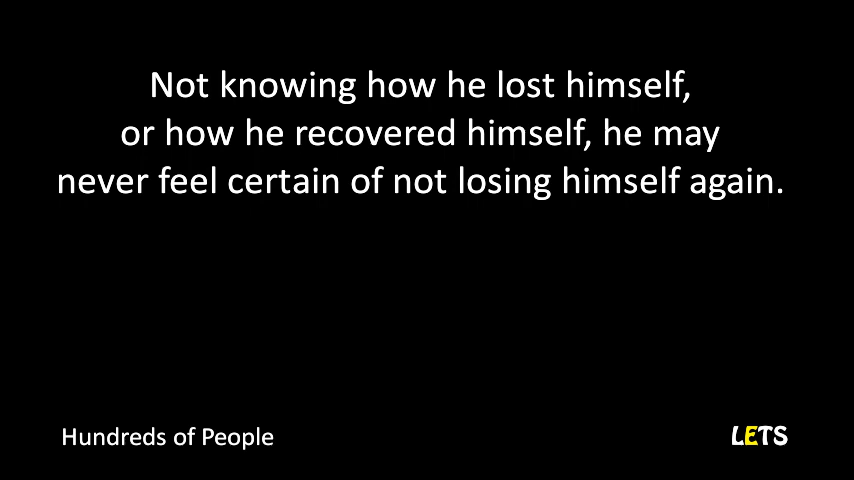 Not knowing how he lost himself,
or how he recovered himself, he may
never feel certain of not losing himself again.
Hundreds of People
LETS